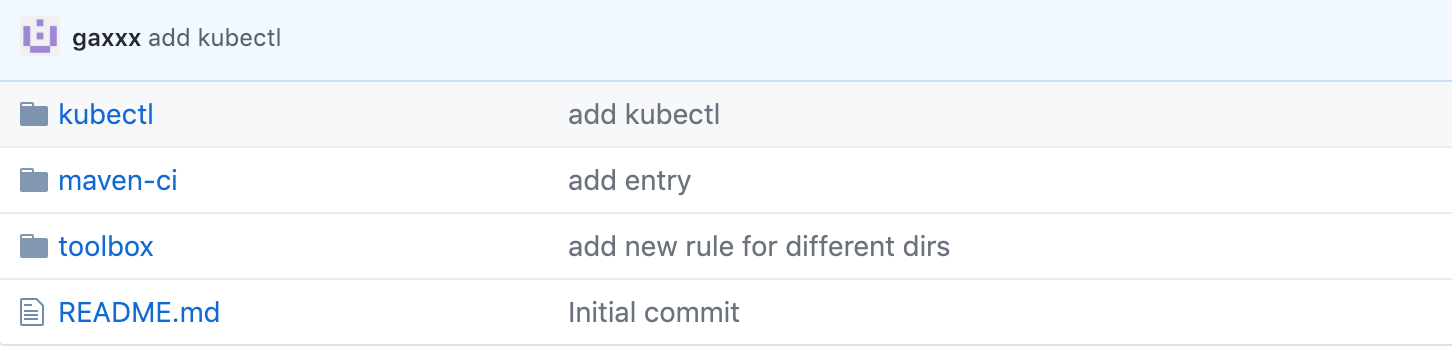 gaxxx add kubectl
kubectl add kubectl
maven-ci add entry
toolbox add new rule for different dirs
README.md Initial commit